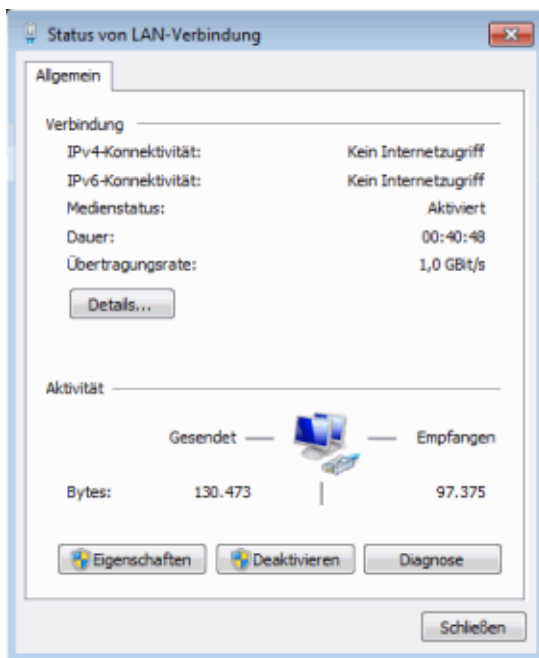 Status von LAN-Verbindung
Allgemein
Verbindung
IPv4-Konnektivität: Kein Internetzugriff
IPv6-Konnektivität: Kein Internetzugriff
Medienstatus: Aktiviert
Dauer: 00:40:48
Übertragungsrate: 1,0 GBit/s
Details...
Aktivität
Gesendet Empfangen
Bytes: 130.473 97.375
Eigenschaften Deaktivieren Diagnose
Schließen